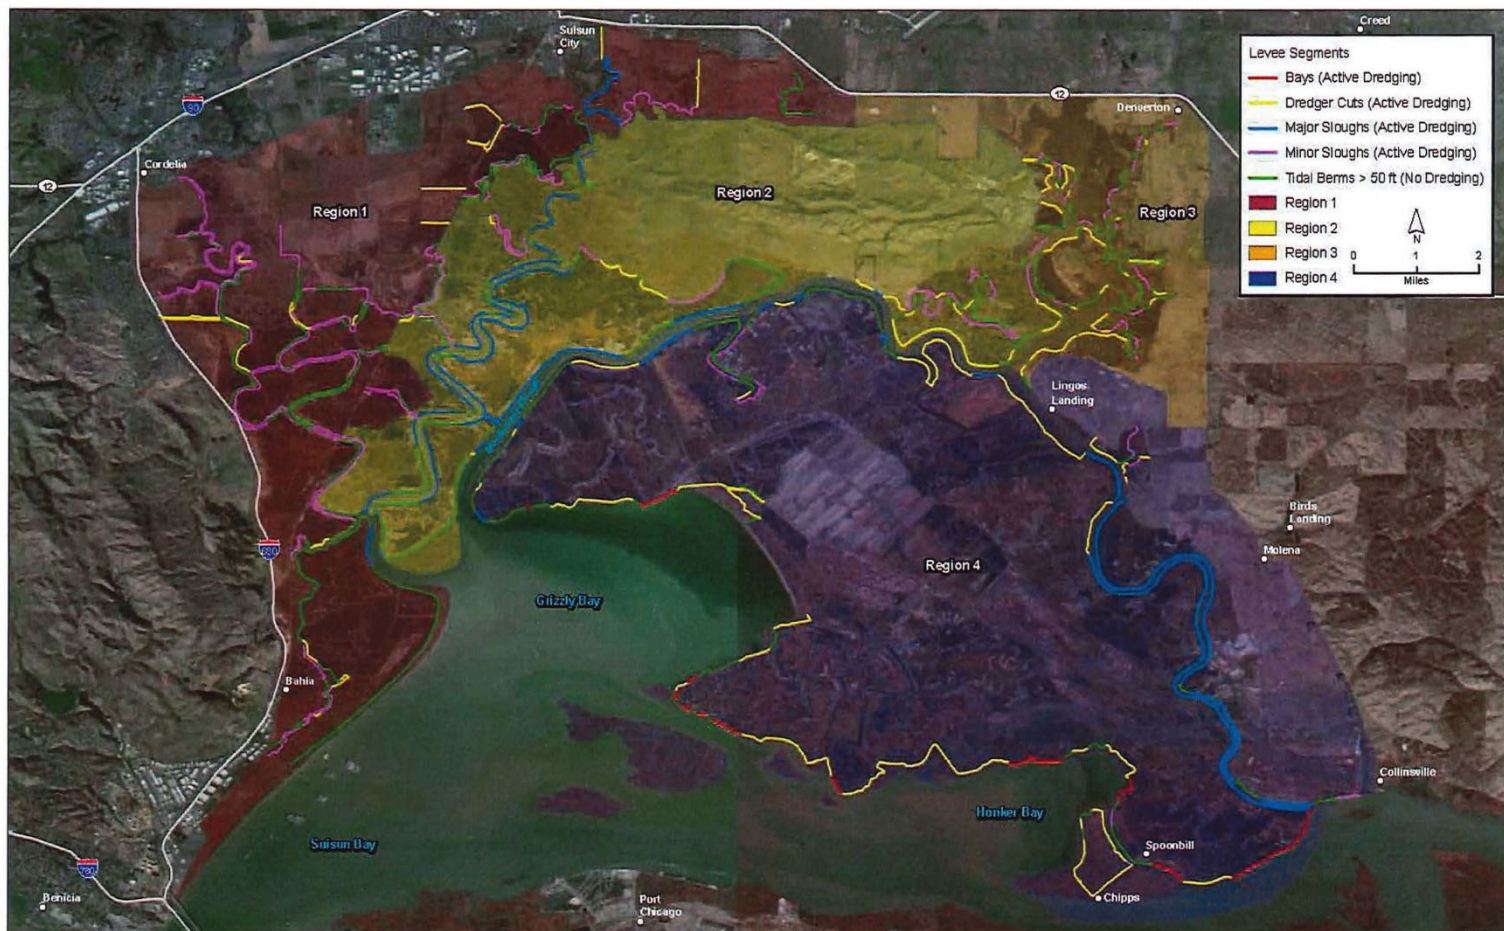 Creed
Suisun
City
Levee Segments
Bays (Active Dredging)
Dredger Cuts (Active Dredging)
Major Sloughs (Active Dredging)
Minor Sloughs (Active Dredging)
Tidal Berms > 50 ft (No Dredging)
Region 1
Region 2
Region 3
Region 4
N
0 1 2
Miles
12
Denverton
Cordelia
12
Region 1
Region 2
Region 3
Lingos
Landing
Birds
Landing
Molena
680
Region 4
Grizzly Bay
Bahia
Collinsville
Honker Bay
Suisun Bay
Spoonbill
780
Benicia
Port
Chicago
Chipps